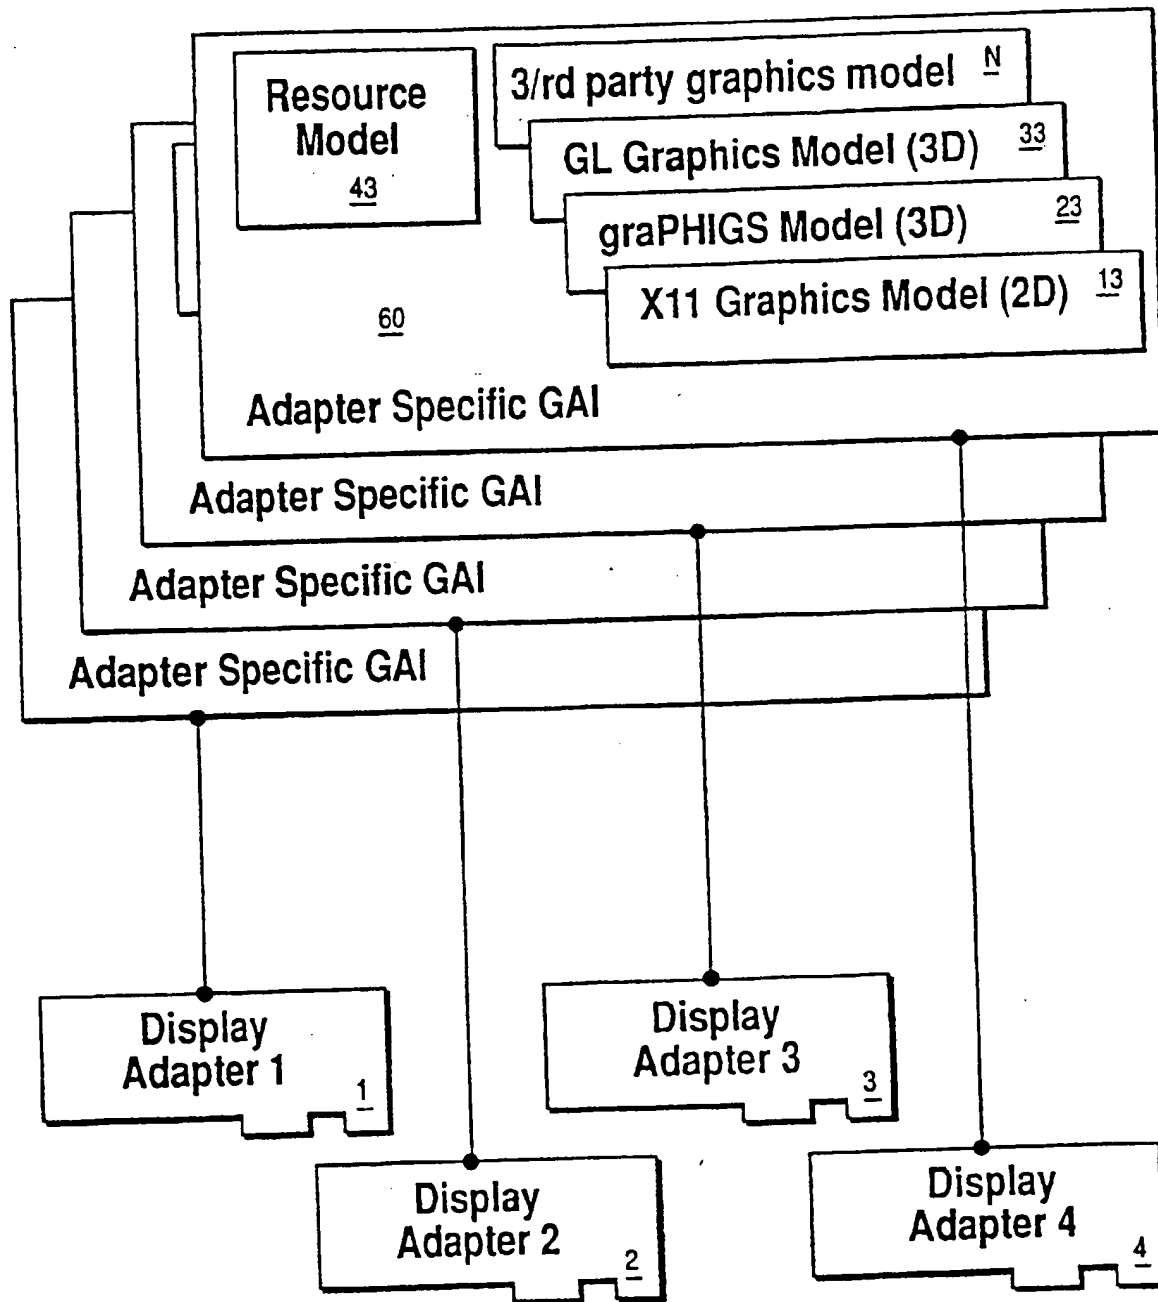 Resource
Model
43
3/rd party graphics model N
GL Graphics Model (3D) 33
graPHIGS Model (3D) 23
X11 Graphics Model (2D) 13
60
Adapter Specific GAI
Adapter Specific GAI
Adapter Specific GAI
Adapter Specific GAI
Display
Adapter 1
1
Display
Adapter 3
3
Display
Adapter 2
2
Display
Adapter 4
4